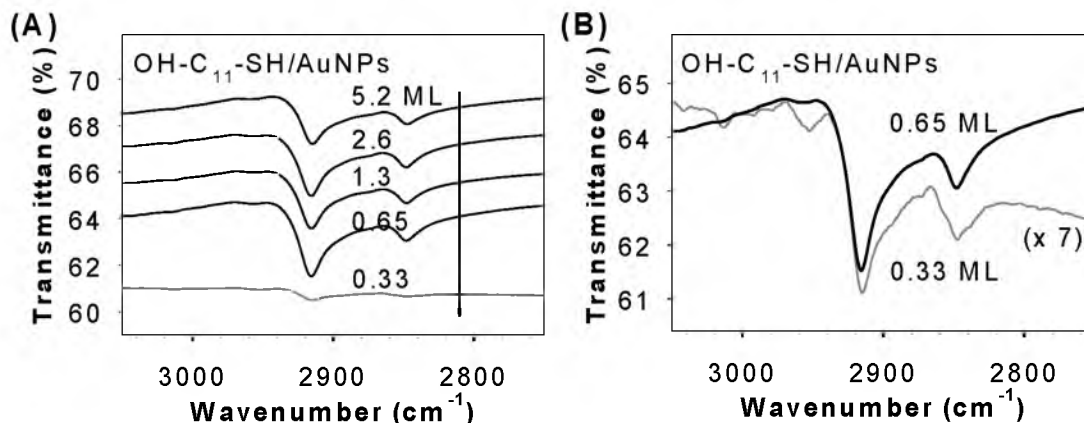 (A)
OH-C₁₁-SH/AuNPs
5.2 ML
2.6
1.3
0.65
0.33
Transmittance (%)
70
68
66
64
62
60
3000
2900
2800
Wavenumber (cm⁻¹)
(B)
OH-C₁₁-SH/AuNPs
0.65 ML
(x 7)
0.33 ML
Transmittance (%)
65
64
63
62
61
3000
2900
2800
Wavenumber (cm⁻¹)